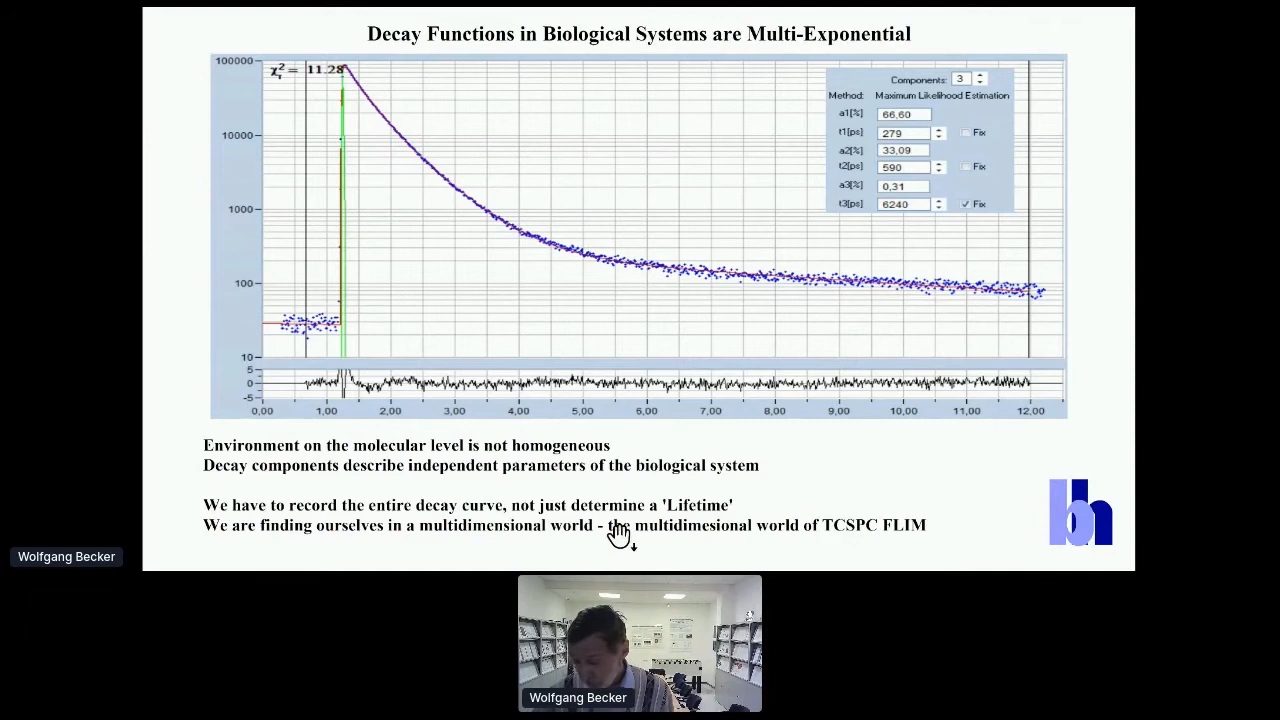 Decay Functions in Biological Systems are Multi-Exponential
χr² = 11.28
100000
10000
1000
100
10
5
0
-5
0,00 1,00 2,00 3,00 4,00 5,00 6,00 7,00 8,00 9,00 10,00 11,00 12,00
Components: 3
Method: Maximum Likelihood Estimation
a1[%] 66,60
t1[ps] 279 Fix
a2[%] 33,09
t2[ps] 590 Fix
a3[%] 0,31
t3[ps] 6240 Fix
Environment on the molecular level is not homogeneous
Decay components describe independent parameters of the biological system
We have to record the entire decay curve, not just determine a 'Lifetime'
We are finding ourselves in a multidimensional world - the multidimesional world of TCSPC FLIM
bh
Wolfgang Becker
Wolfgang Becker